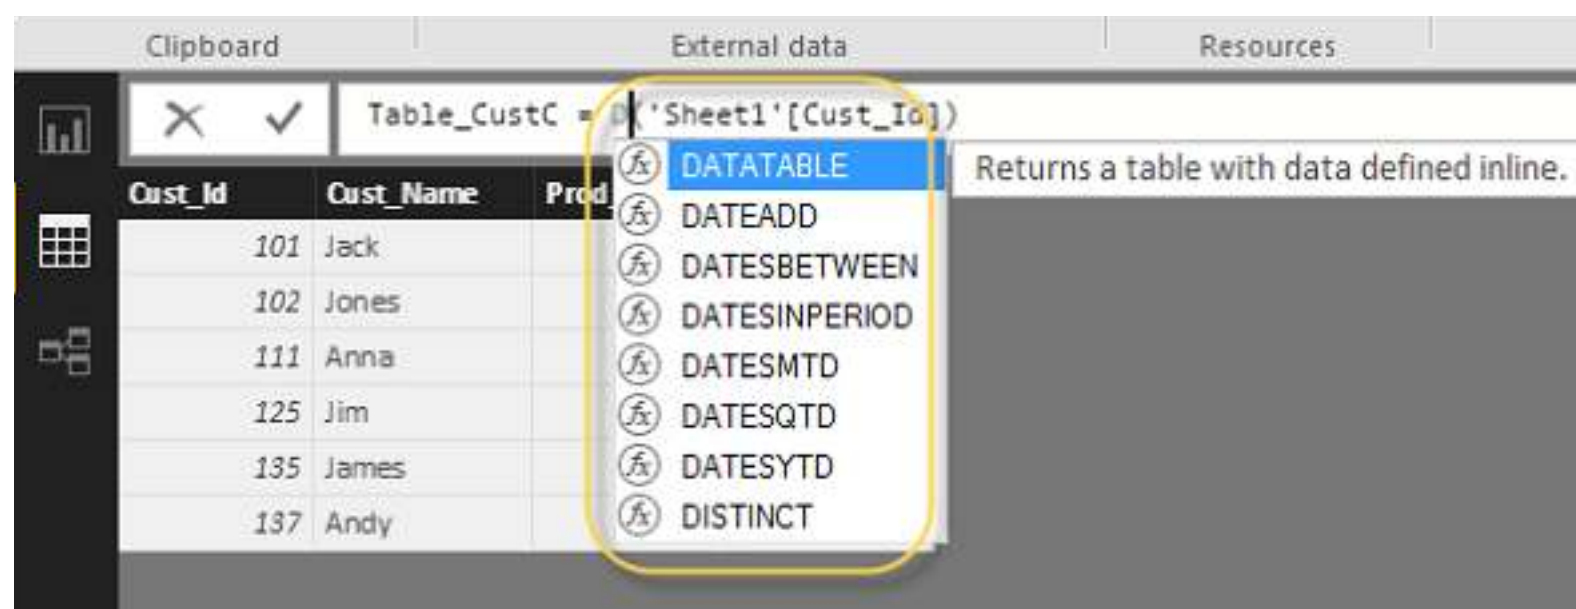 Clipboard External data Resources
Table_CustC = D('Sheet1'[Cust_Id])
DATATABLE Returns a table with data defined inline.
Cust_Id Cust_Name Prod_
DATEADD
101 Jack
DATESBETWEEN
102 Jones
DATESINPERIOD
111 Anna
DATESMTD
125 Jim
DATESQTD
135 James
DATESYTD
137 Andy
DISTINCT